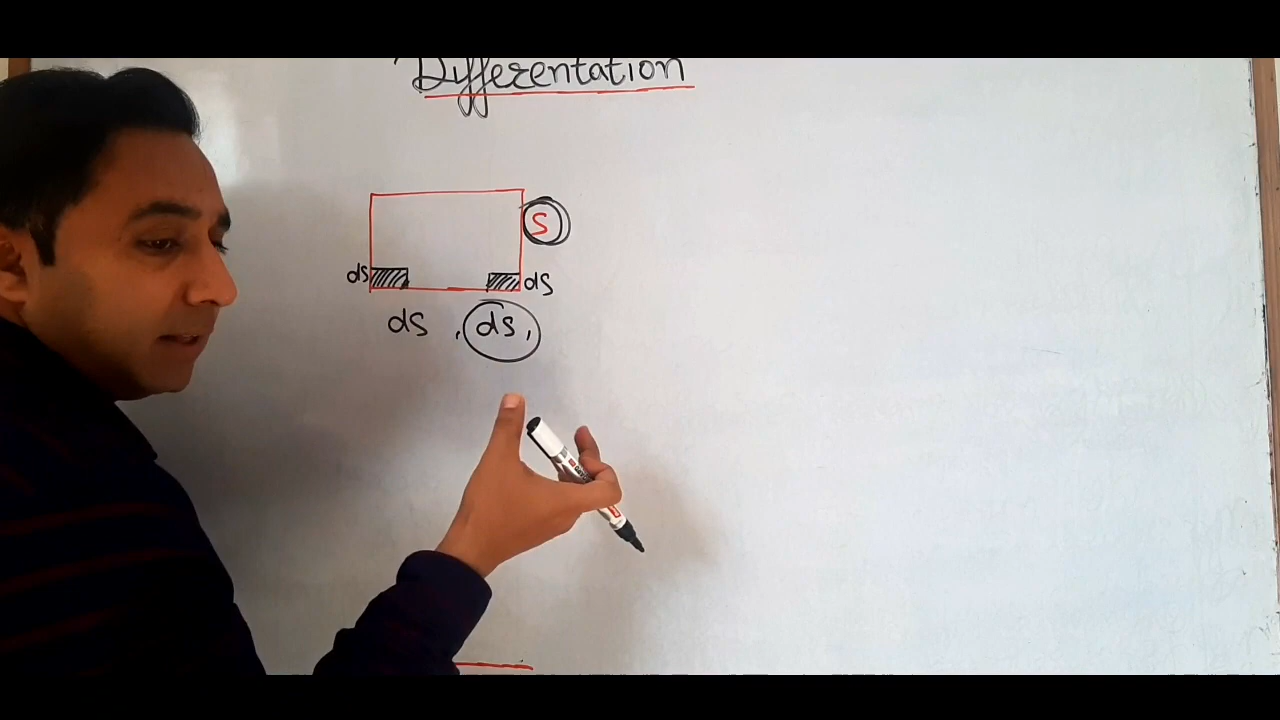 Differentation
S
ds ds
ds , ds,